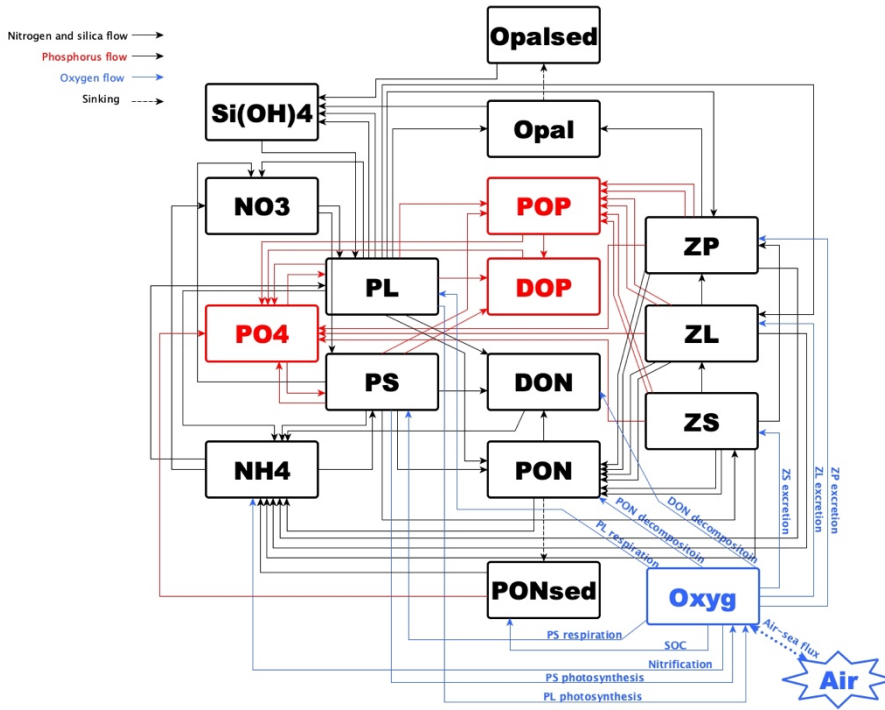 Opalsed
Nitrogen and silica flow
Phosphorus flow
Oxygen flow
Sinking
Si(OH)4
Opal
NO3
POP
ZP
PL
DOP
PO4
ZL
PS
DON
ZS
NH4
PON
ZS excretion
ZL excretion
ZP excretion
DON decompositoin
PON decompositoin
PL respiration
PONsed
Oxyg
PS respiration
SOC
Air-sea flux
Nitrification
PS photosynthesis
Air
PL photosynthesis